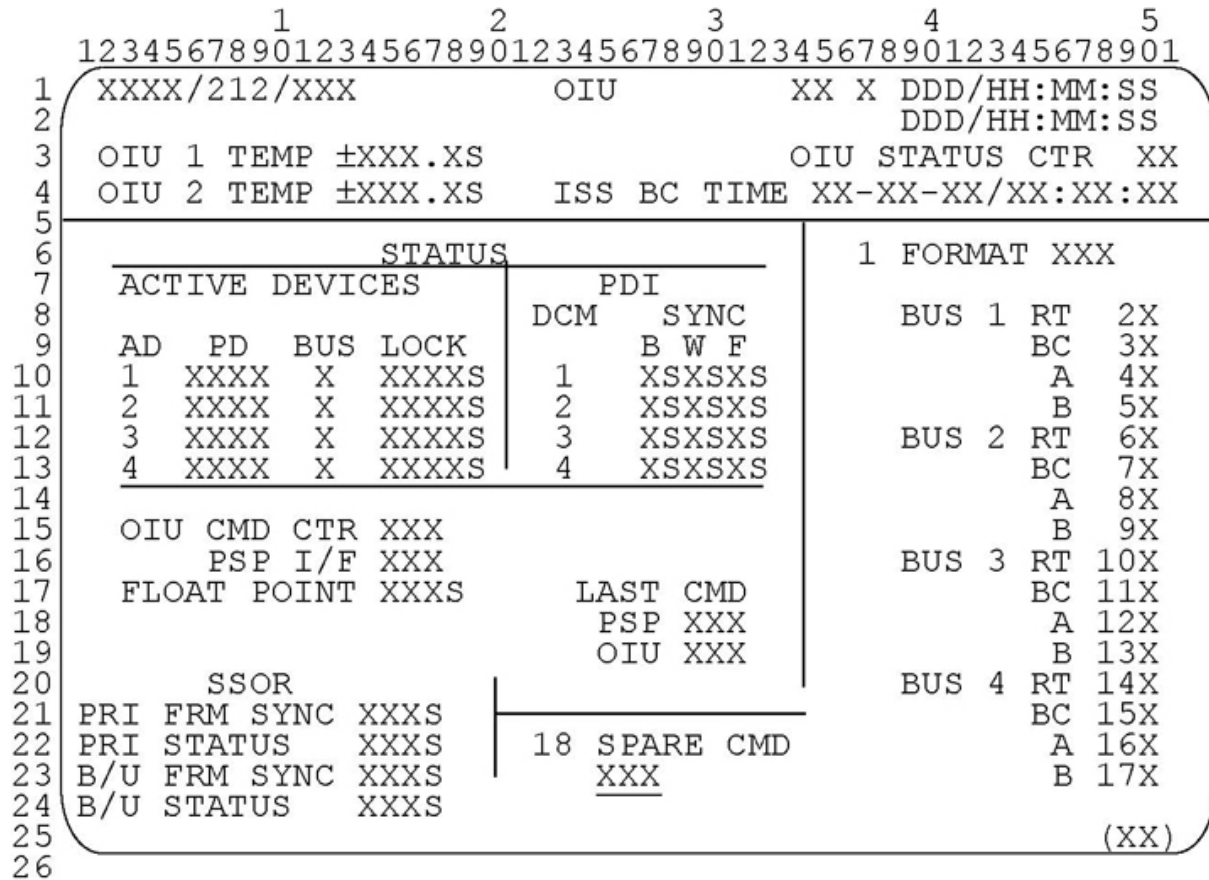 1 2 3 4 5
123456789012345678901234567890123456789012345678901
1 XXXX/212/XXX OIU XX X DDD/HH:MM:SS
2 DDD/HH:MM:SS
3 OIU 1 TEMP ±XXX.XS OIU STATUS CTR XX
4 OIU 2 TEMP ±XXX.XS ISS BC TIME XX-XX-XX/XX:XX:XX
5
6 STATUS 1 FORMAT XXX
7 ACTIVE DEVICES PDI
8 DCM SYNC BUS 1 RT 2X
9 AD PD BUS LOCK B W F BC 3X
10 1 XXXX X XXXXS 1 XSXSXS A 4X
11 2 XXXX X XXXXS 2 XSXSXS B 5X
12 3 XXXX X XXXXS 3 XSXSXS BUS 2 RT 6X
13 4 XXXX X XXXXS 4 XSXSXS BC 7X
14 A 8X
15 OIU CMD CTR XXX B 9X
16 PSP I/F XXX BUS 3 RT 10X
17 FLOAT POINT XXXS LAST CMD BC 11X
18 PSP XXX A 12X
19 OIU XXX B 13X
20 SSOR BUS 4 RT 14X
21 PRI FRM SYNC XXXS BC 15X
22 PRI STATUS XXXS 18 SPARE CMD A 16X
23 B/U FRM SYNC XXXS XXX B 17X
24 B/U STATUS XXXS
25 (XX)
26